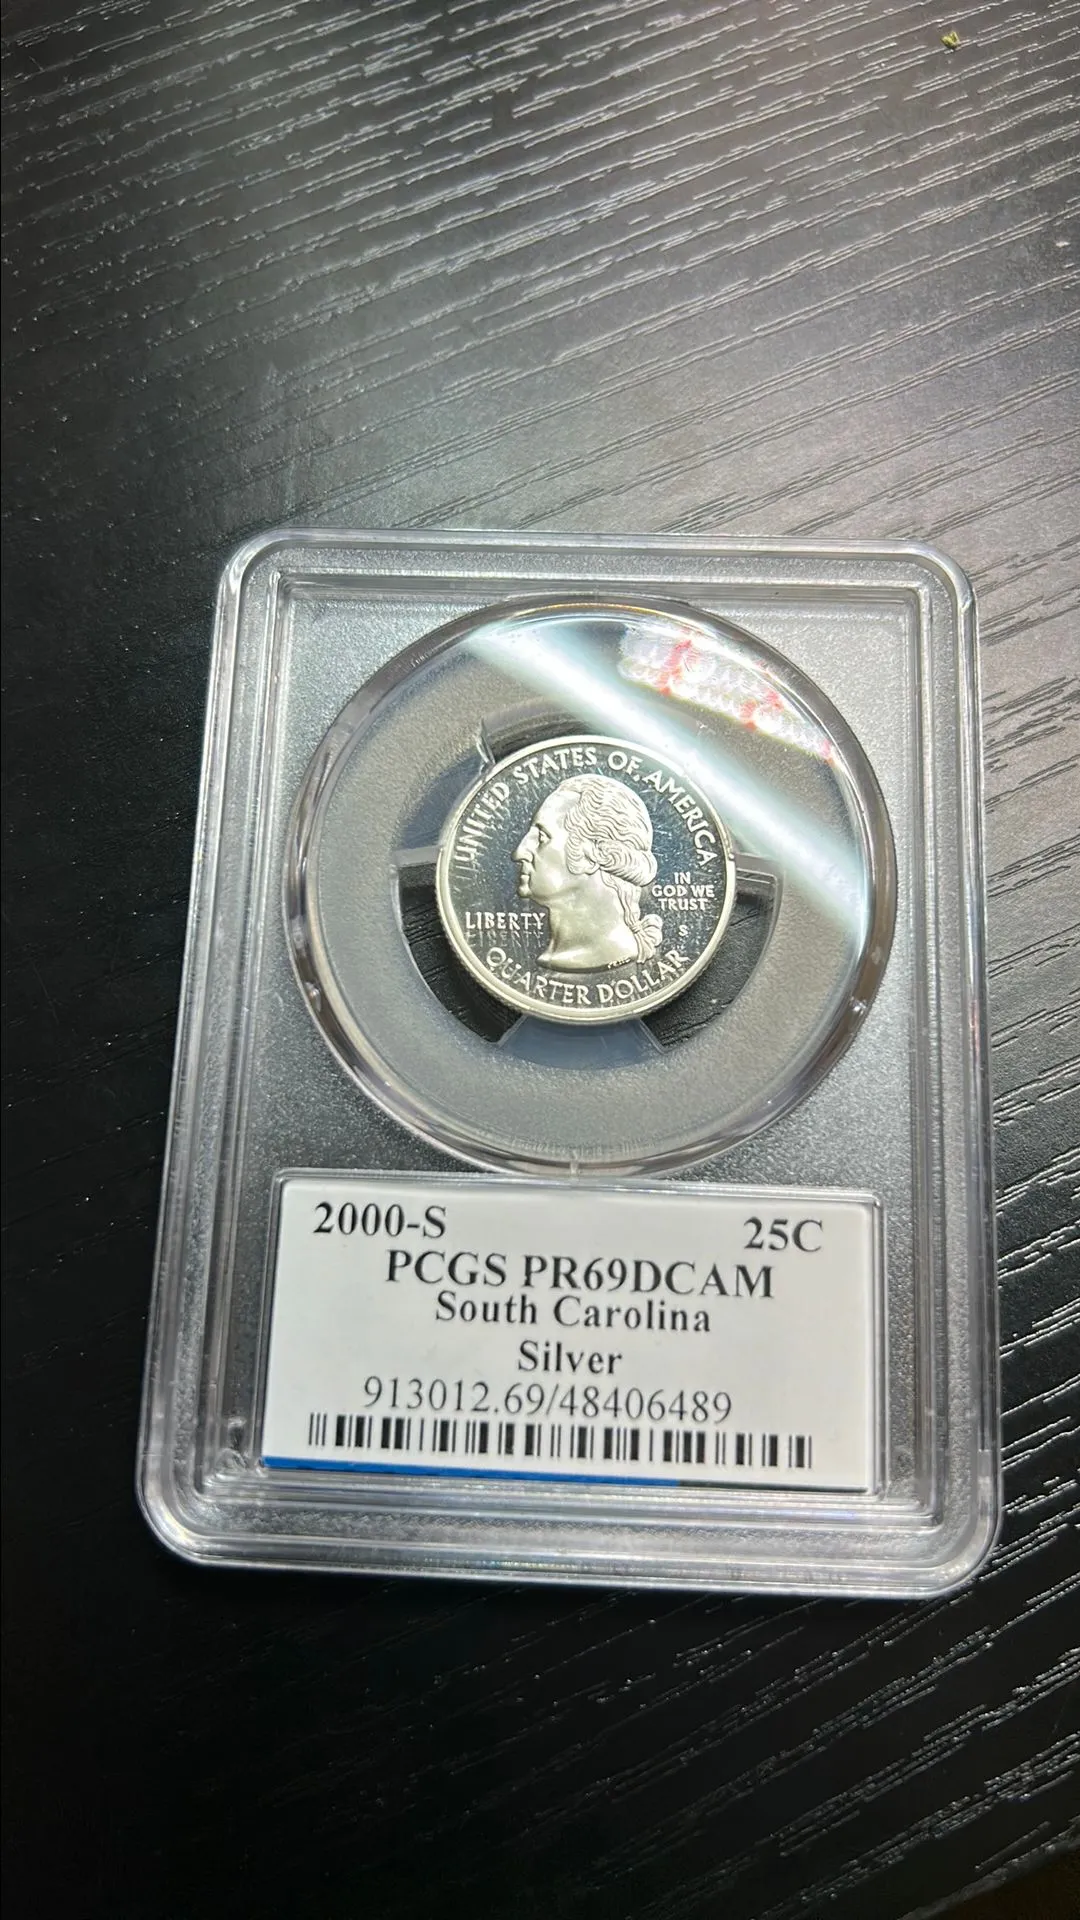 UNITED STATES OF AMERICA
IN
GOD WE
TRUST
LIBERTY
S
QUARTER DOLLAR
2000-S 25C
PCGS PR69DCAM
South Carolina
Silver
913012.69/48406489